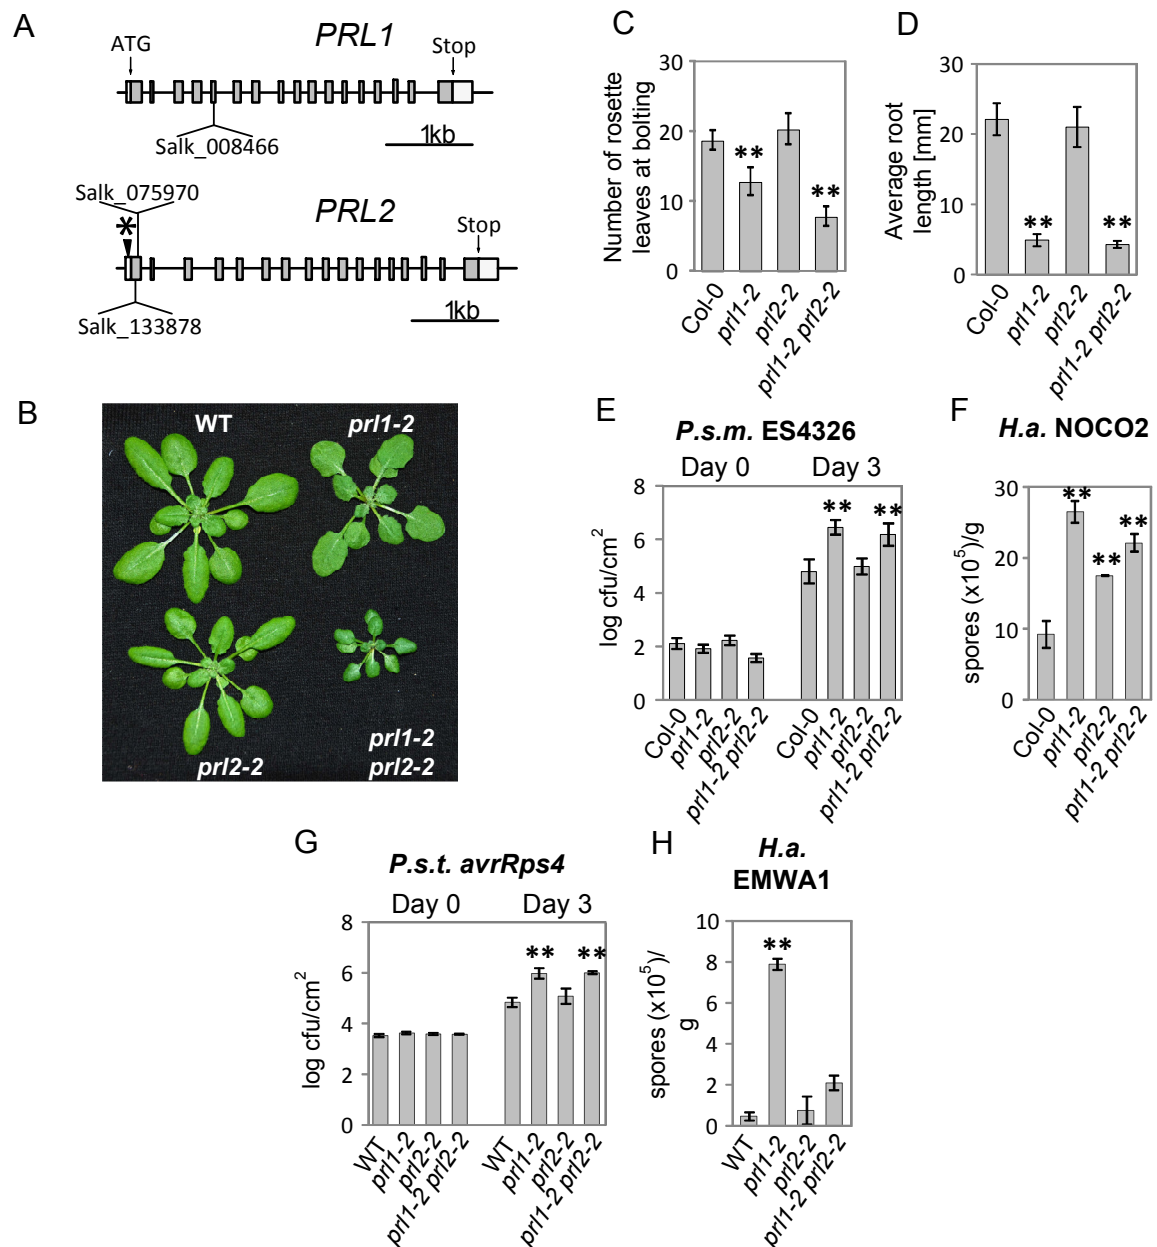 A
PRL1
ATG
Stop
Salk_008466
1kb
Salk_075970
PRL2
*
Stop
Salk_133878
1kb
B
WT
prl1-2
prl2-2
prl1-2
prl2-2
C
Number of rosette
leaves at bolting
30
20
10
0
**
**
Col-0
prl1-2
prl2-2
prl1-2 prl2-2
D
Average root
length [mm]
30
20
10
0
**
**
Col-0
prl1-2
prl2-2
prl1-2 prl2-2
E
P.s.m. ES4326
Day 0
Day 3
log cfu/cm2
8
6
4
2
0
**
**
Col-0
prl1-2
prl2-2
prl1-2 prl2-2
Col-0
prl1-2
prl2-2
prl1-2 prl2-2
F
H.a. NOCO2
spores (x105)/g
30
20
10
0
**
**
**
Col-0
prl1-2
prl2-2
prl1-2 prl2-2
G
P.s.t. avrRps4
Day 0
Day 3
log cfu/cm2
8
6
4
2
0
**
**
WT
prl1-2
prl2-2
prl1-2 prl2-2
WT
prl1-2
prl2-2
prl1-2 prl2-2
H
H.a.
EMWA1
spores (x105)/
g
10
8
6
4
2
0
**
WT
prl1-2
prl2-2
prl1-2 prl2-2